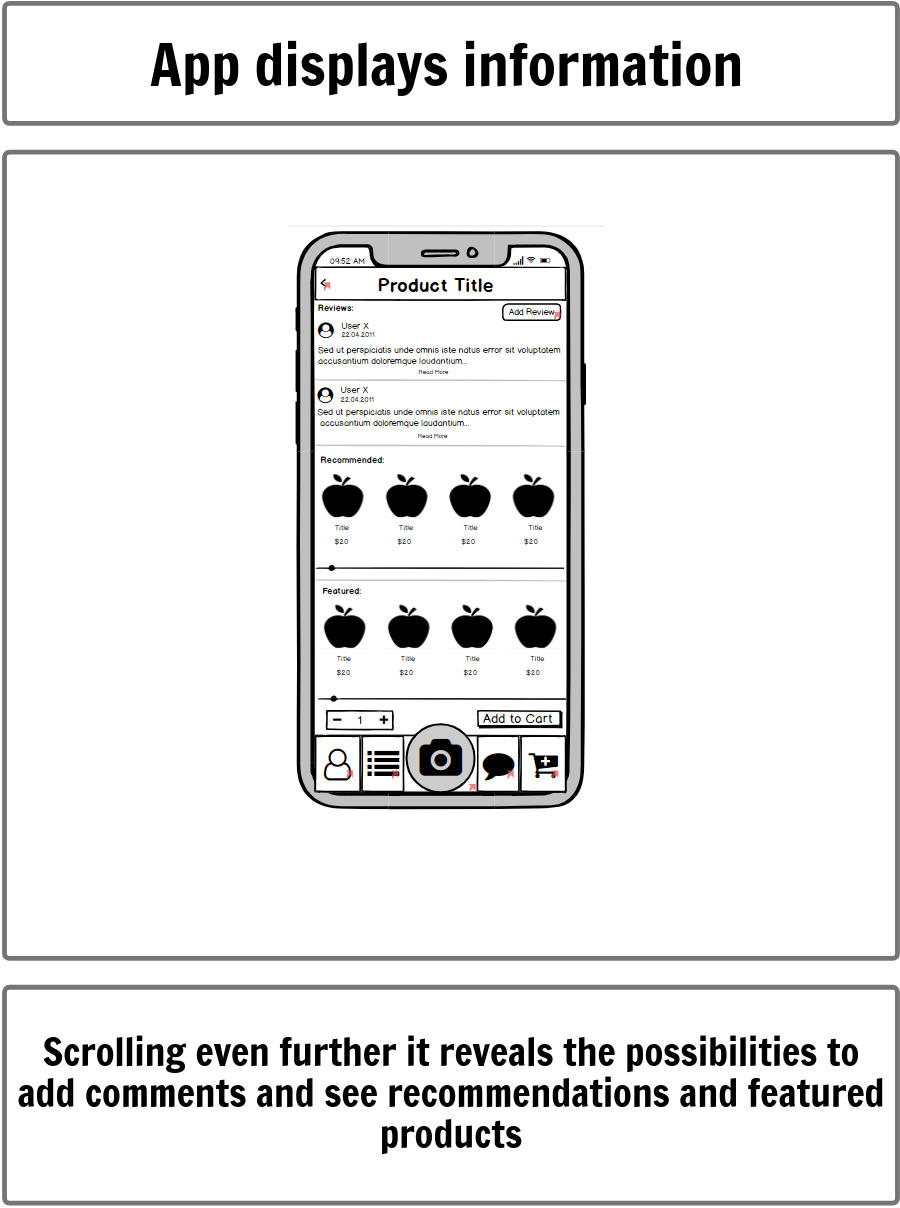 App displays information
09:52 AM
Product Title
Reviews:
Add Review
User X
22.04.2011
Sed ut perspiciatis unde omnis iste natus error sit voluptatem
accusantium doloremque laudantium...
Read More
User X
22.04.2011
Sed ut perspiciatis unde omnis iste natus error sit voluptatem
accusantium doloremque laudantium...
Read More
Recommended:
Title Title Title Title
$20 $20 $20 $20
Featured:
Title Title Title Title
$20 $20 $20 $20
1
Add to Cart
Scrolling even further it reveals the possibilities to
add comments and see recommendations and featured
products